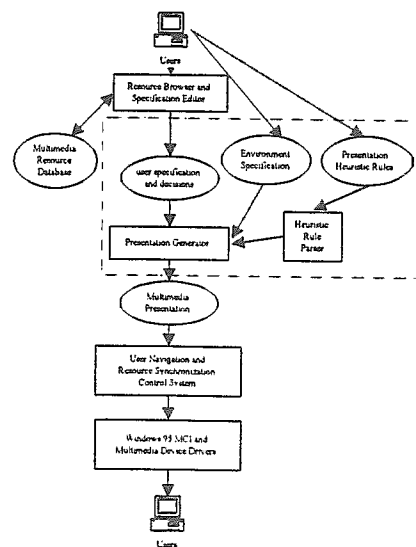 Users
Resource Browser and
Specification Editor
Multimedia
Resource
Database
user specification
and decisions
Environment
Specification
Presentation
Heuristic Rules
Presentation Generator
Heuristic
Rule
Parser
Multimedia
Presentation
User Navigation and
Resource Synchronization
Control System
Windows 95 MCI and
Multimedia Device Drivers
Users